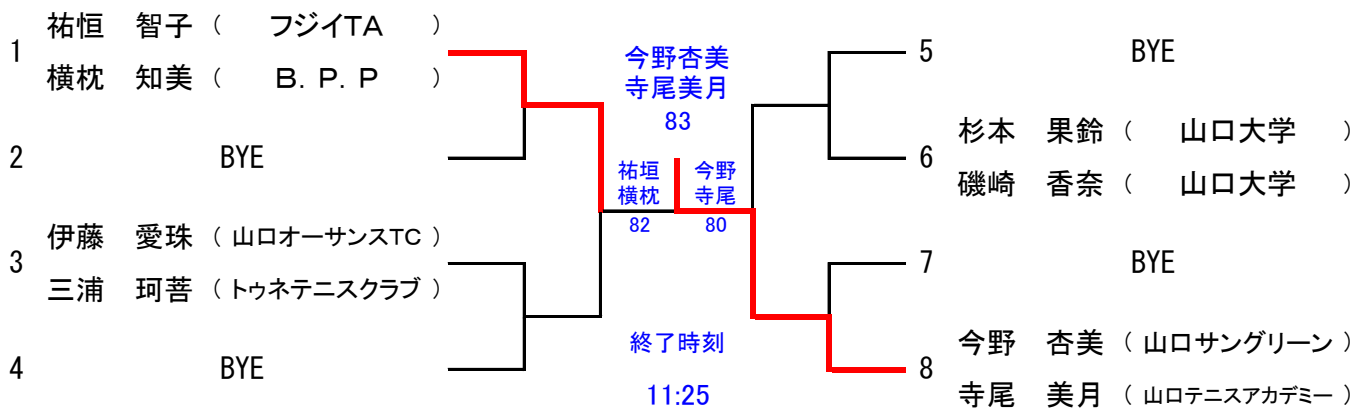 1
祐恒 智子 ( フジイTA )
横枕 知美 ( B.P.P )
2
BYE
3
伊藤 愛珠 ( 山口オーサンスTC )
三浦 珂菩 ( トゥネテニスクラブ )
4
BYE
今野杏美
寺尾美月
83
祐垣
横枕
82
今野
寺尾
80
終了時刻
11:25
5
BYE
6
杉本 果鈴 ( 山口大学 )
磯崎 香奈 ( 山口大学 )
7
BYE
8
今野 杏美 ( 山口サングリーン )
寺尾 美月 ( 山口テニスアカデミー )